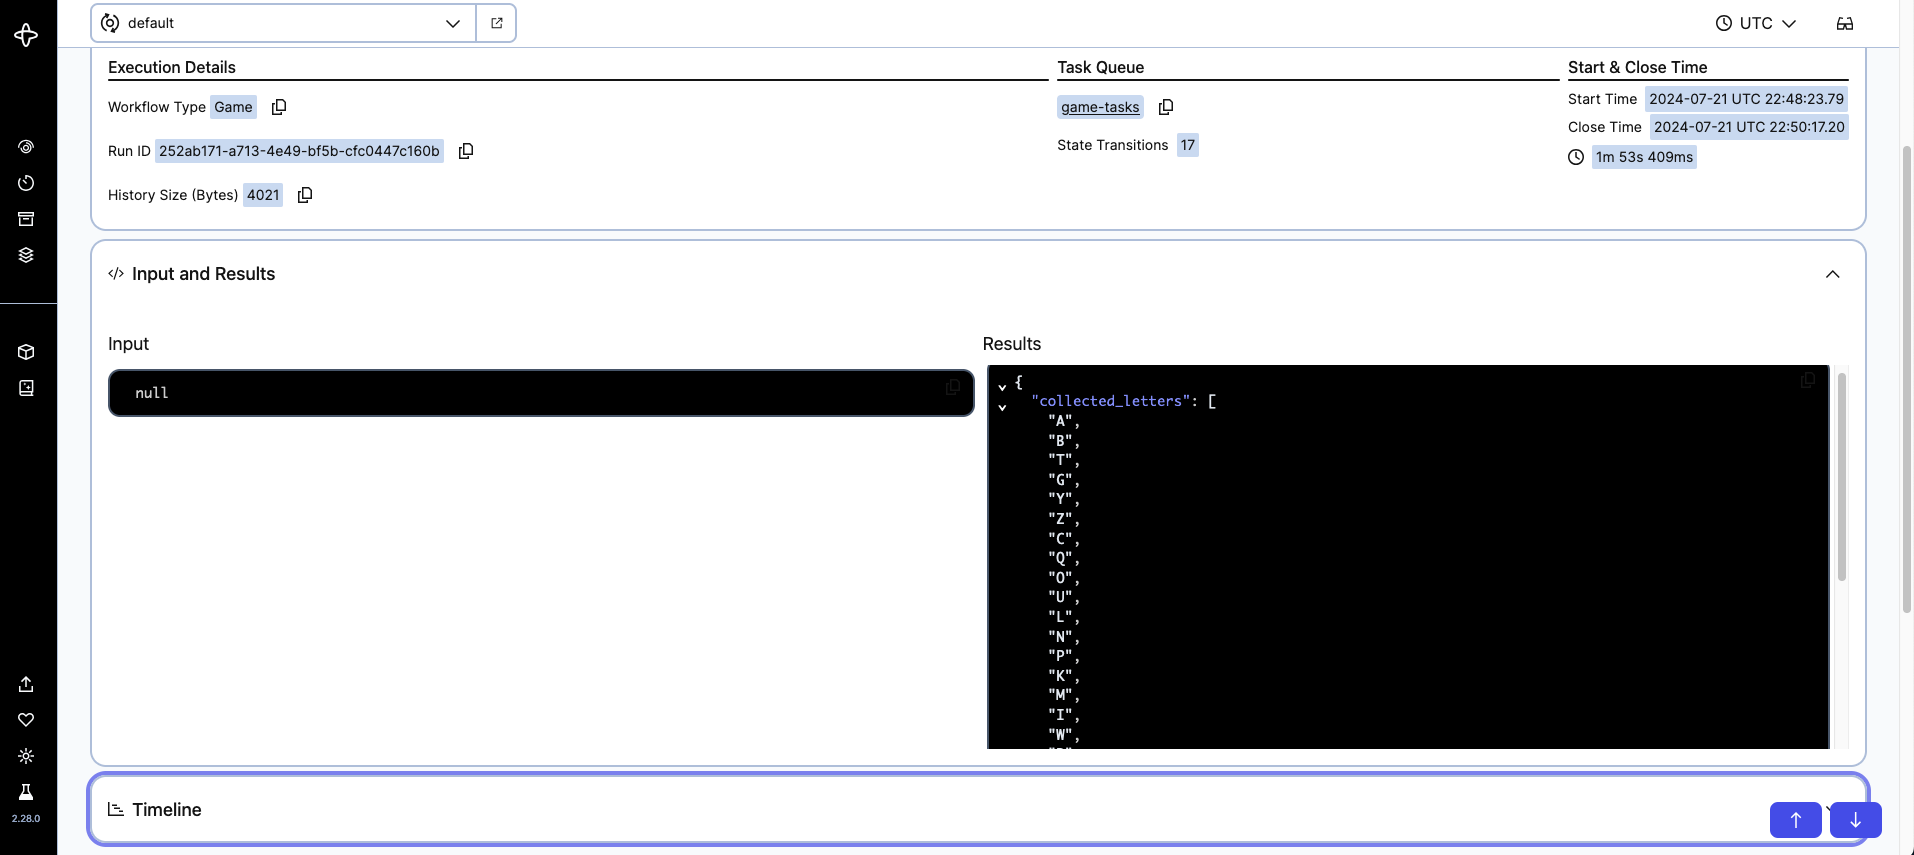 default
UTC
Execution Details
Workflow Type Game
Run ID 252ab171-a713-4e49-bf5b-cfc0447c160b
History Size (Bytes) 4021
Task Queue
game-tasks
State Transitions 17
Start & Close Time
Start Time 2024-07-21 UTC 22:48:23.79
Close Time 2024-07-21 UTC 22:50:17.20
1m 53s 409ms
Input and Results
Input
null
Results
{
"collected_letters": [
"A",
"B",
"T",
"G",
"Y",
"Z",
"C",
"Q",
"O",
"U",
"L",
"N",
"P",
"K",
"M",
"I",
"W",
Timeline
2.28.0